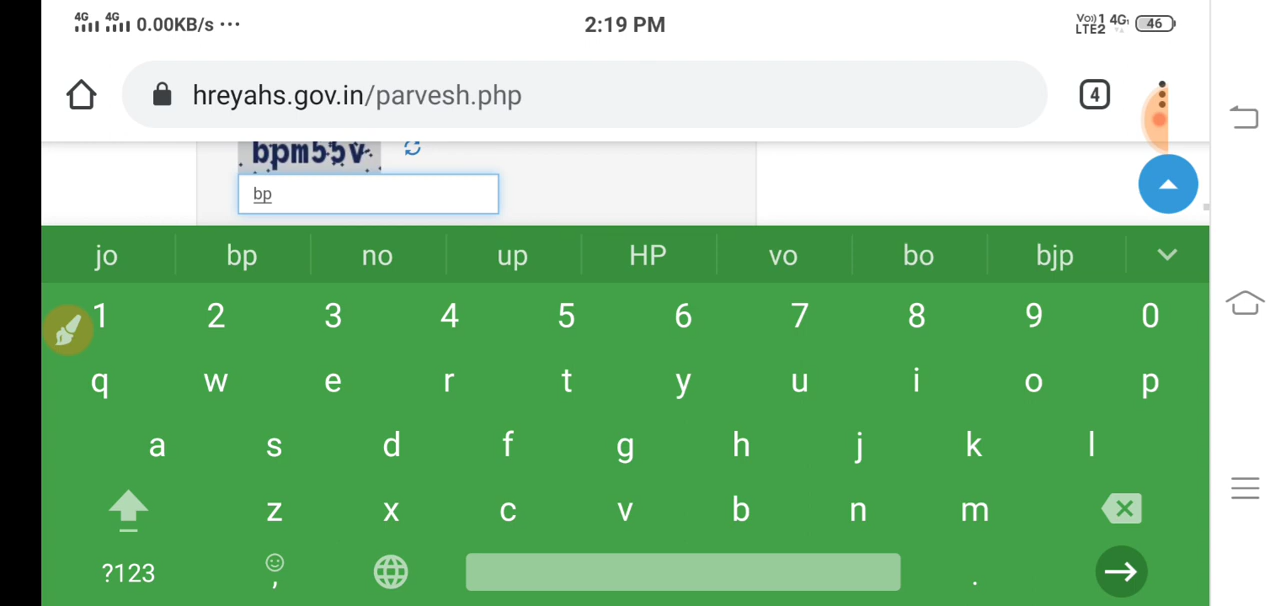 4G 4G 0.00KB/s ··· 2:19 PM Vo)) 1 4G 46
LTE2
hreyahs.gov.in/parvesh.php 4
bpm55v
bp
jo bp no up HP vo bo bjp
1 2 3 4 5 6 7 8 9 0
q w e r t y u i o p
a s d f g h j k l
z x c v b n m
?123 , .